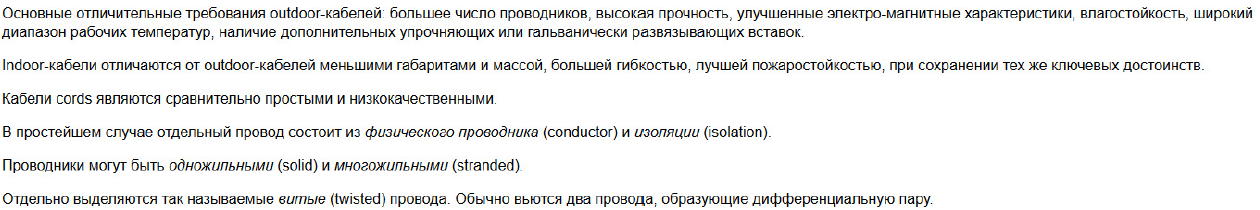 Основные отличительные требования outdoor-кабелей: большее число проводников, высокая прочность, улучшенные электро-магнитные характеристики, влагостойкость, широкий
диапазон рабочих температур, наличие дополнительных упрочняющих или гальванически развязывающих вставок.
Indoor-кабели отличаются от outdoor-кабелей меньшими габаритами и массой, большей гибкостью, лучшей пожаростойкостью, при сохранении тех же ключевых достоинств.
Кабели cords являются сравнительно простыми и низкокачественными.
В простейшем случае отдельный провод состоит из физического проводника (conductor) и изоляции (isolation).
Проводники могут быть одножильными (solid) и многожильными (stranded).
Отдельно выделяются так называемые витые (twisted) провода. Обычно вьются два провода, образующие дифференциальную пару.